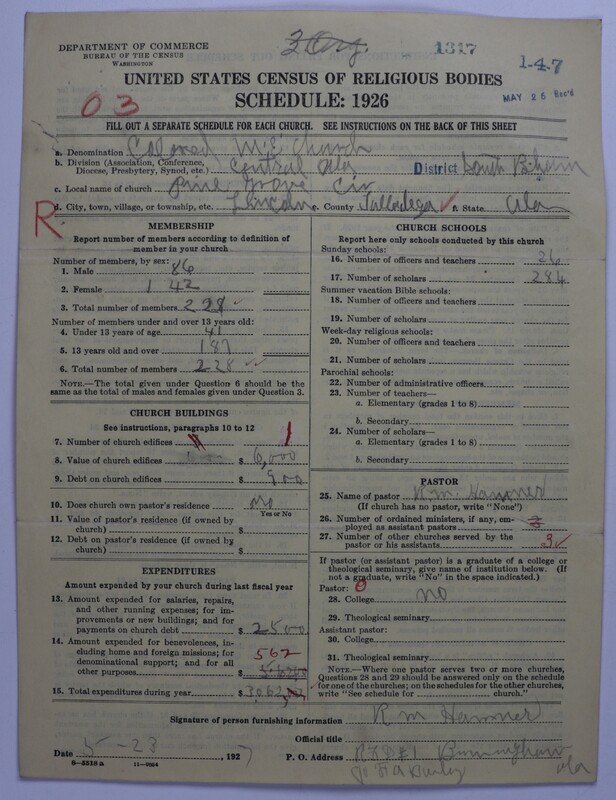 DEPARTMENT OF COMMERCE
BUREAU OF THE CENSUS
WASHINGTON
3 Org.
1317
1-4-7
MAY 26
UNITED STATES CENSUS OF RELIGIOUS BODIES
SCHEDULE: 1926
03
FILL OUT A SEPARATE SCHEDULE FOR EACH CHURCH. SEE INSTRUCTIONS ON THE BACK OF THIS SHEET
a. Denomination Colored M.E. Church
b. Division (Association, Conference, Diocese, Presbytery, Synod, etc.) Central Ala District South Bham
c. Local name of church Pine Grove Cir
R
d. City, town, village, or township, etc. Lincoln e. County Talladega f. State Ala
MEMBERSHIP
Report number of members according to definition of
member in your church
Number of members, by sex:
1. Male 86
2. Female 142
3. Total number of members 228
Number of members under and over 13 years old:
4. Under 13 years of age 41
5. 13 years old and over 187
6. Total number of members 228
NOTE.—The total given under Question 6 should be
same as the total of males and females given under Question 3.
CHURCH BUILDINGS
See instructions, paragraphs 10 to 12
7. Number of church edifices 1
8. Value of church edifices $ 6,000
9. Debt on church edifices $ 900
10. Does church own pastor's residence No
Yes or No
11. Value of pastor's residence (if owned by
church) $
12. Debt on pastor's residence (if owned by
church) $
EXPENDITURES
Amount expended by your church during last fiscal year
13. Amount expended for salaries, repairs,
and other running expenses; for im-
provements or new buildings; and for
payments on church debt $ 2500
14. Amount expended for benevolences, in-
cluding home and foreign missions; for
denominational support; and for all
other purposes $ 562
15. Total expenditures during year $ 3,062
CHURCH SCHOOLS
Report here only schools conducted by this church
Sunday schools:
16. Number of officers and teachers 26
17. Number of scholars 284
Summer vacation Bible schools:
18. Number of officers and teachers
19. Number of scholars
Week-day religious schools:
20. Number of officers and teachers
21. Number of scholars
Parochial schools:
22. Number of administrative officers
23. Number of teachers—
a. Elementary (grades 1 to 8)
b. Secondary
24. Number of scholars—
a. Elementary (grades 1 to 8)
b. Secondary
PASTOR
25. Name of pastor R.M. Hammer
(If church has no pastor, write "None")
26. Number of ordained ministers, if any, em-
ployed as assistant pastors
27. Number of other churches served by the
pastor or his assistants 3
If pastor (or assistant pastor) is a graduate of a college or
theological seminary, give name of institution below. (If
not a graduate, write "No" in the space indicated.)
Pastor: 0
28. College no
29. Theological seminary
Assistant pastor:
30. College
31. Theological seminary
NOTE.—Where one pastor serves two or more churches,
Questions 28 and 29 should be answered only on the schedule
for one of the churches; on the schedules for the other churches,
write "See schedule for church."
Signature of person furnishing information R M Hammer
Official title
Date 5-23, 1927
P. O. Address R.F.D. #1 Birmingham Ala
8-5518 a